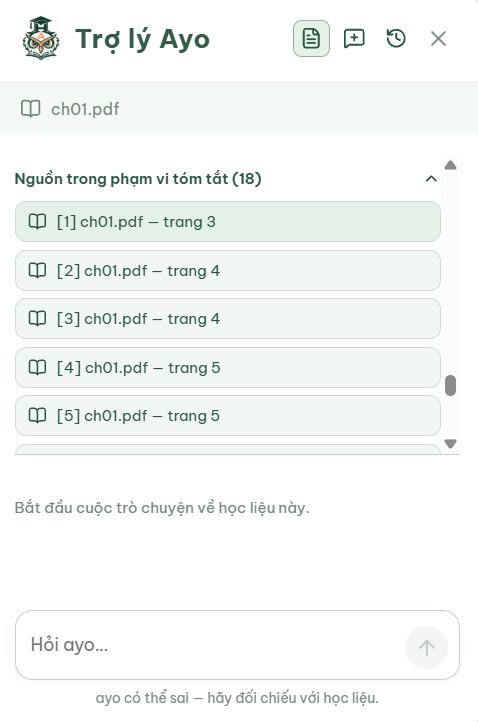 Trợ lý Ayo
ch01.pdf
Nguồn trong phạm vi tóm tắt (18)
[1] ch01.pdf — trang 3
[2] ch01.pdf — trang 4
[3] ch01.pdf — trang 4
[4] ch01.pdf — trang 5
[5] ch01.pdf — trang 5
Bắt đầu cuộc trò chuyện về học liệu này.
Hỏi ayo...
ayo có thể sai — hãy đối chiếu với học liệu.